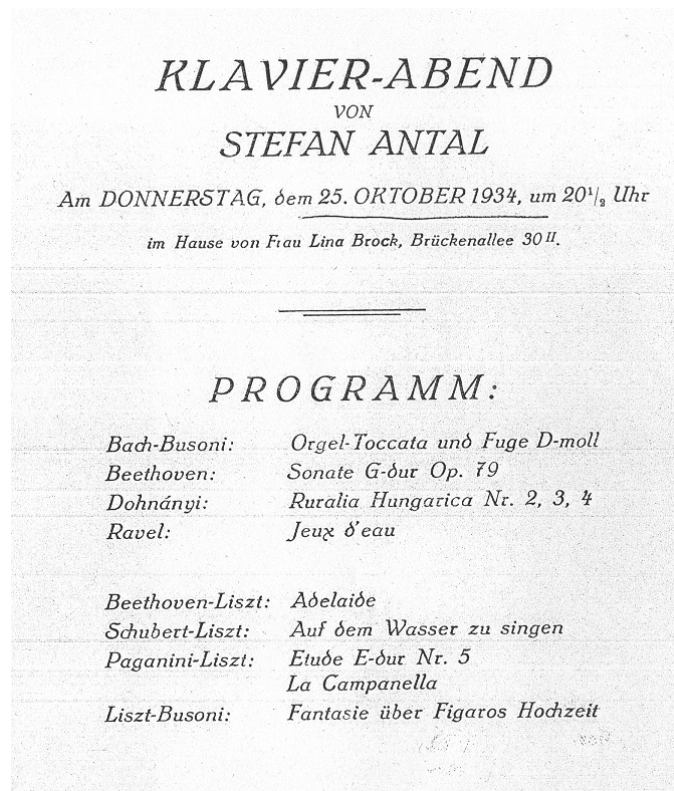 KLAVIER-ABEND
VON
STEFAN ANTAL
Am DONNERSTAG, dem 25. OKTOBER 1934, um 20½ Uhr
im Hause von Frau Lina Brock, Brückenallee 30 II.
PROGRAMM:
Bach-Busoni: Orgel-Toccata und Fuge D-moll
Beethoven: Sonate G-dur Op. 79
Dohnányi: Ruralia Hungarica Nr. 2, 3, 4
Ravel: Jeux d'eau
Beethoven-Liszt: Adelaide
Schubert-Liszt: Auf dem Wasser zu singen
Paganini-Liszt: Etude E-dur Nr. 5
La Campanella
Liszt-Busoni: Fantasie über Figaros Hochzeit